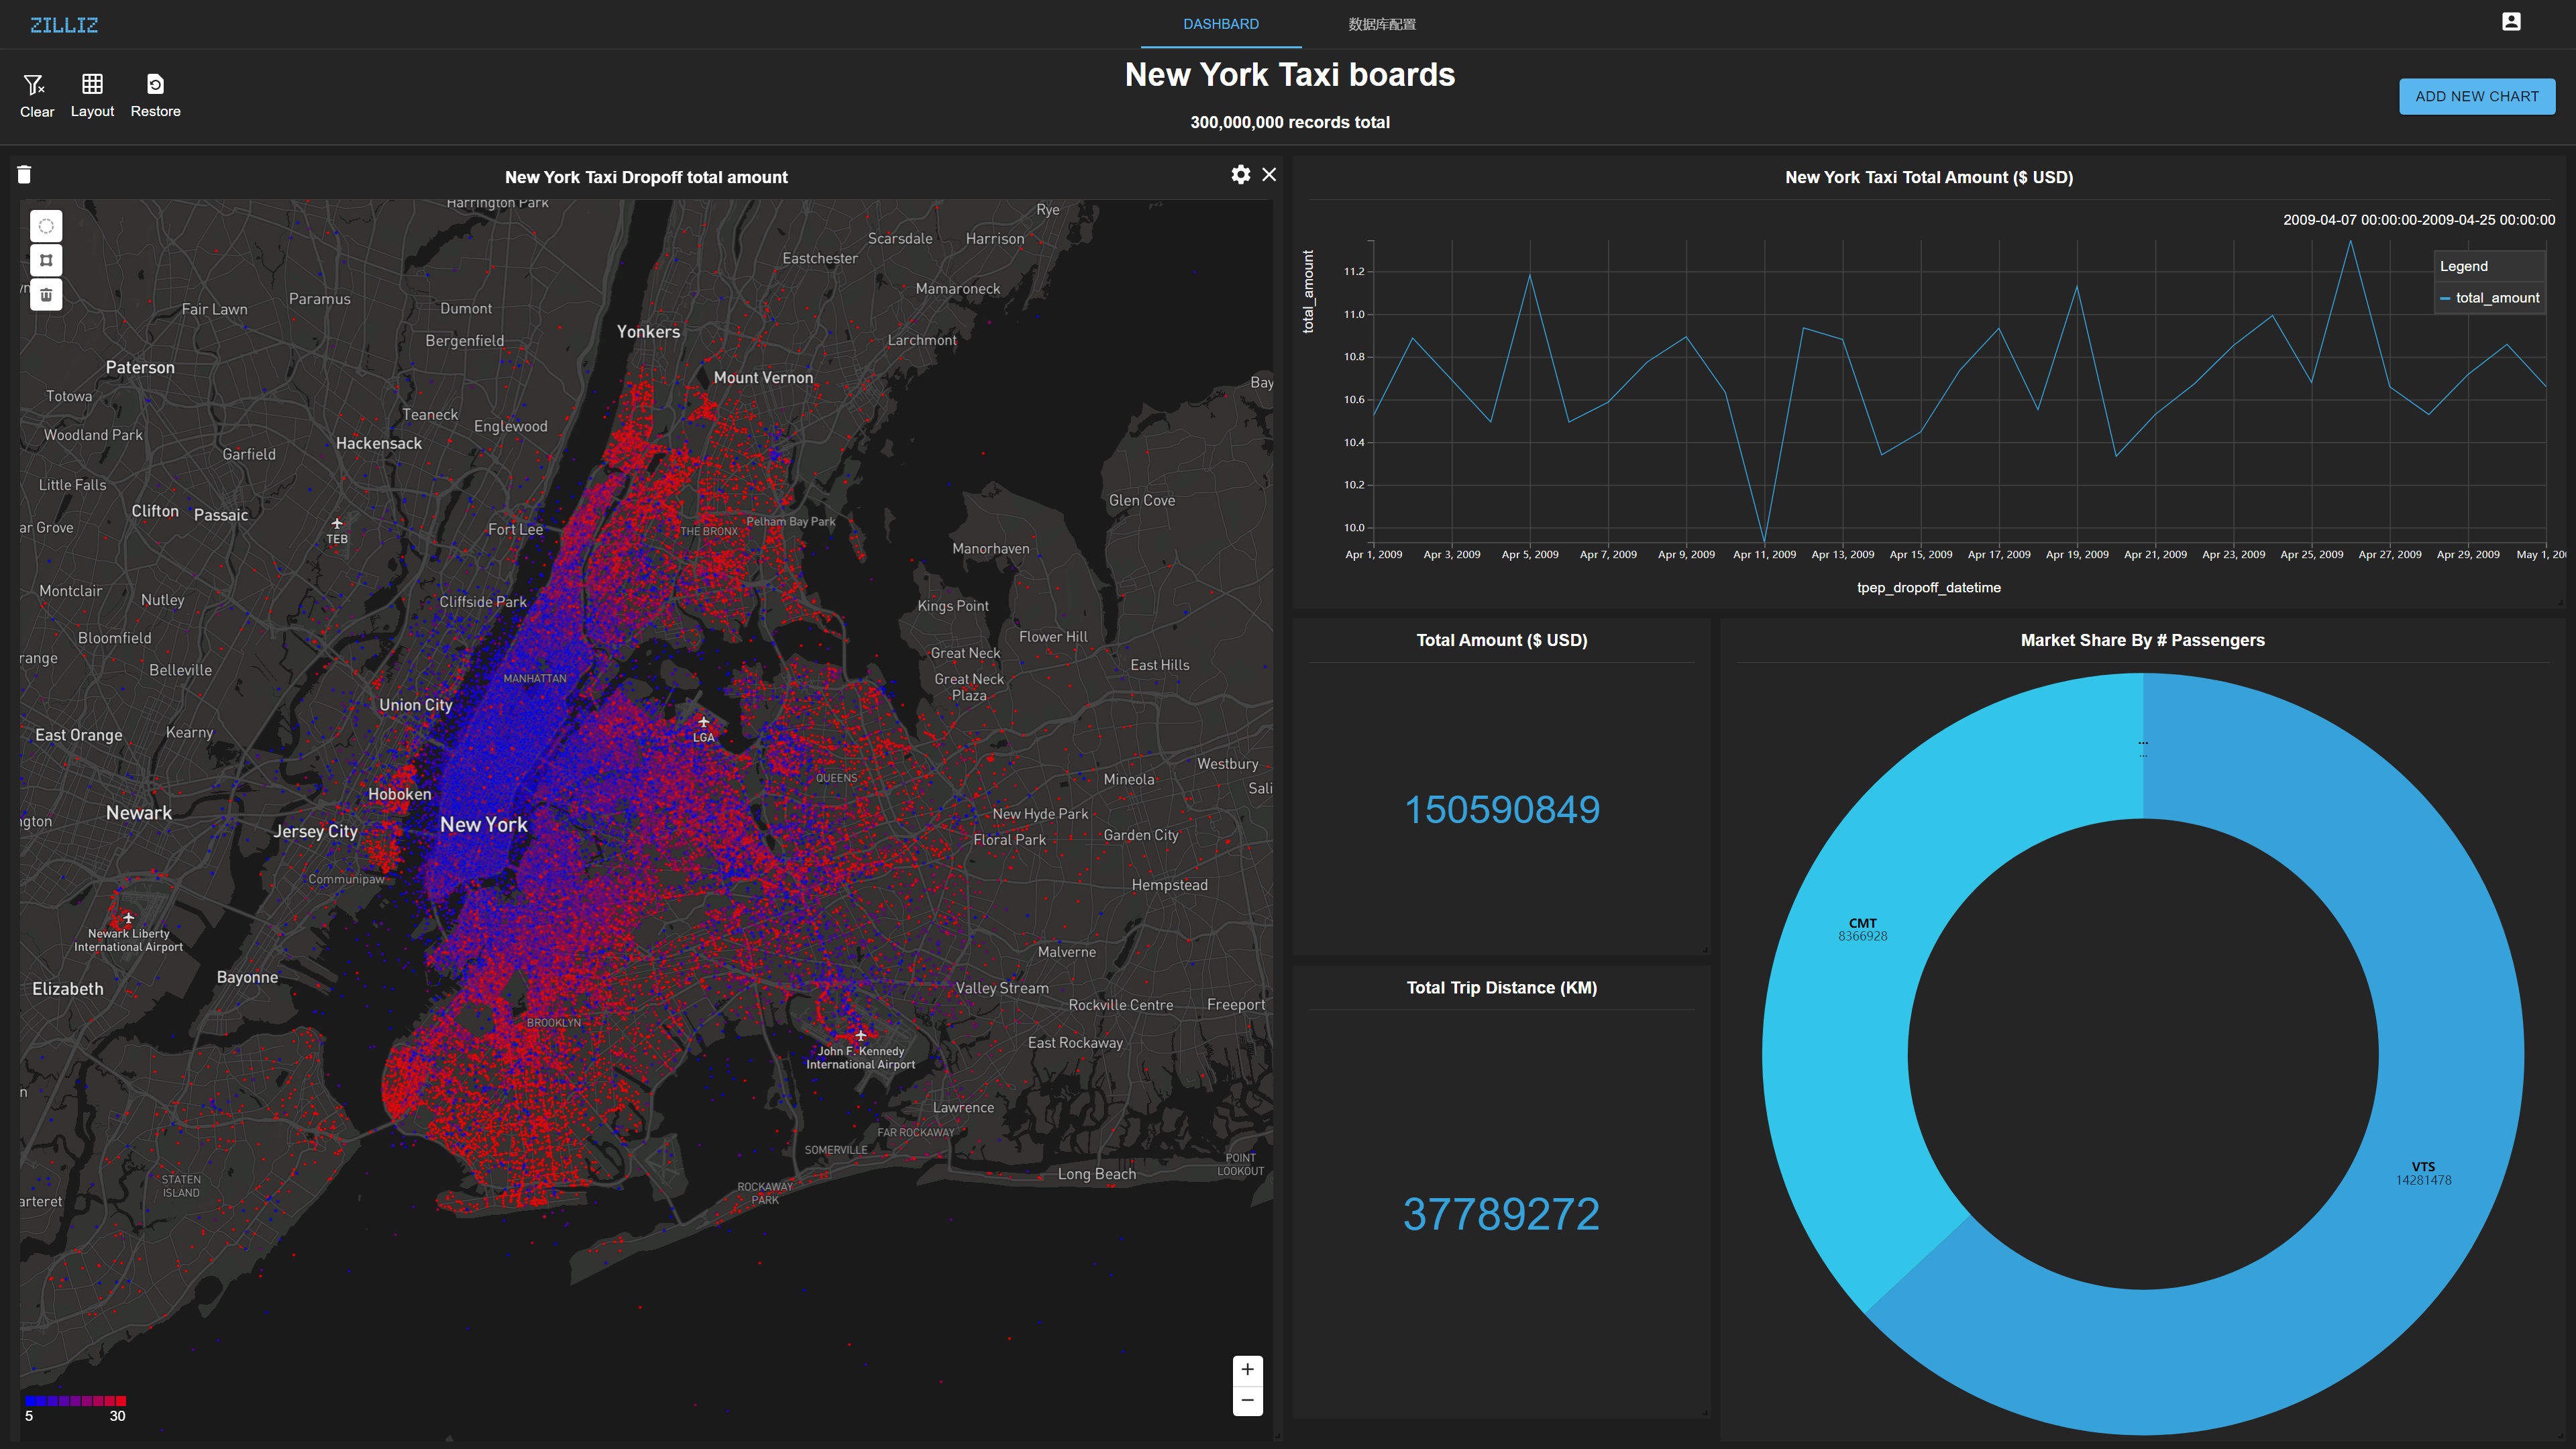 ZILLIZ
DASHBARD
数据库配置
Clear
Layout
Restore
New York Taxi boards
300,000,000 records total
ADD NEW CHART
New York Taxi Dropoff total amount
Harrington Park
Rye
Scarsdale
Harrison
Eastchester
Mamaroneck
Fair Lawn
Paramus
Dumont
Yonkers
Bergenfield
Larchmont
Paterson
Mount Vernon
Bay
Totowa
Teaneck
Englewood
Woodland Park
Hackensack
Garfield
Little Falls
Glen Cove
Clifton
Passaic
ar Grove
TEB
Fort Lee
THE BRONX
Pelham Bay Park
Manorhaven
Montclair
Nutley
Cliffside Park
Kings Point
Bloomfield
Flower Hill
range
Belleville
Great Neck
East Hills
MANHATTAN
Great Neck
Plaza
Union City
East Orange
Kearny
LGA
Westbury
QUEENS
Mineola
Sali
Hoboken
Newark
ngton
Jersey City
New York
New Hyde Park
Floral Park
Garden City
Communipaw
Hempstead
Newark Liberty
International Airport
Malverne
Bayonne
Elizabeth
Valley Stream
Rockville Centre
Freeport
BROOKLYN
East Rockaway
John F. Kennedy
International Airport
n
Lawrence
FAR ROCKAWAY
SOMERVILLE
POINT
LOOKOUT
Long Beach
STATEN
ISLAND
ROCKAWAY
PARK
arteret
5
30
New York Taxi Total Amount ($ USD)
2009-04-07 00:00:00-2009-04-25 00:00:00
total_amount
Legend
total_amount
11.2
11.0
10.8
10.6
10.4
10.2
10.0
Apr 1, 2009
Apr 3, 2009
Apr 5, 2009
Apr 7, 2009
Apr 9, 2009
Apr 11, 2009
Apr 13, 2009
Apr 15, 2009
Apr 17, 2009
Apr 19, 2009
Apr 21, 2009
Apr 23, 2009
Apr 25, 2009
Apr 27, 2009
Apr 29, 2009
May 1, 20
tpep_dropoff_datetime
Total Amount ($ USD)
150590849
Total Trip Distance (KM)
37789272
Market Share By # Passengers
...
...
CMT
8366928
VTS
14281478